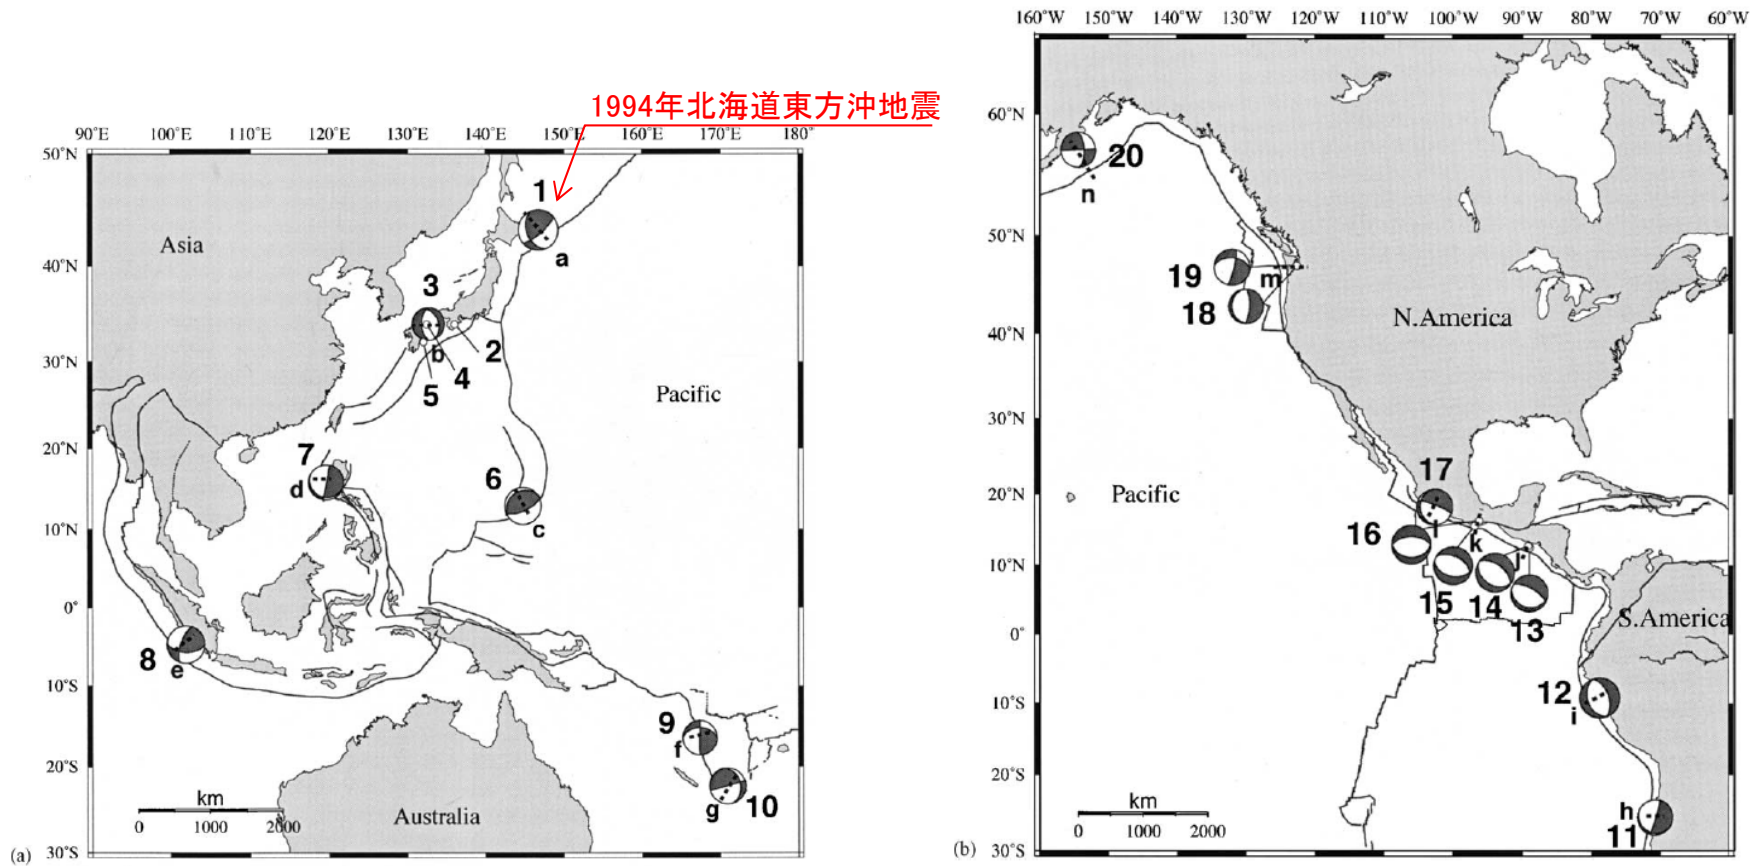 1994年北海道東方沖地震
90˚E 100˚E 110˚E 120˚E 130˚E 140˚E 150˚E 160˚E 170˚E 180˚
50˚N
40˚N
30˚N
20˚N
10˚N
0˚
10˚S
20˚S
30˚S
Asia
Pacific
Australia
1
a
3
2
b
4
5
7
d
6
c
8
e
9
f
g
10
km
0 1000 2000
(a)
160˚W 150˚W 140˚W 130˚W 120˚W 110˚W 100˚W 90˚W 80˚W 70˚W 60˚W
60˚N
50˚N
40˚N
30˚N
20˚N
10˚N
0˚
10˚S
20˚S
30˚S
20
n
19
m
18
N.America
Pacific
17
l
16
k
j
15
14
13
S.America
12
i
h
11
km
0 1000 2000
(b)